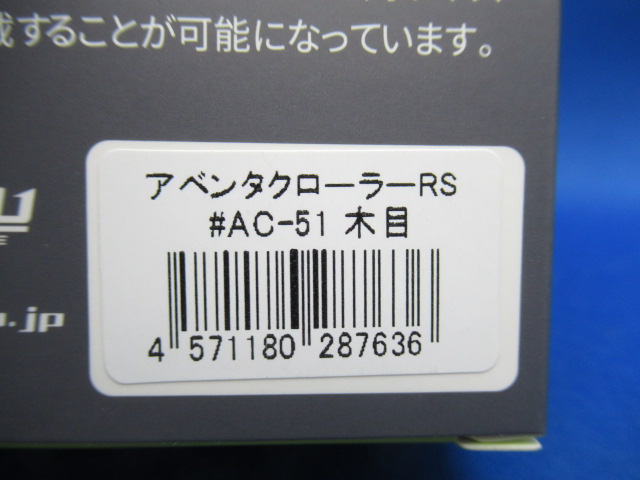 することが可能になっています。
アベンタクローラーRS
#AC-51 木目
4 571180 287636
.jp